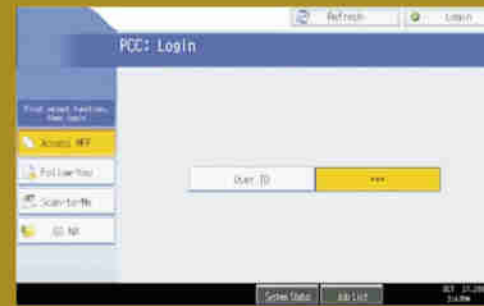 Refresh
Login
PCC: Login
First select function,
then login
Access MFP
Follow-You
Scan-to-Me
User ID
***
System Status
Job List